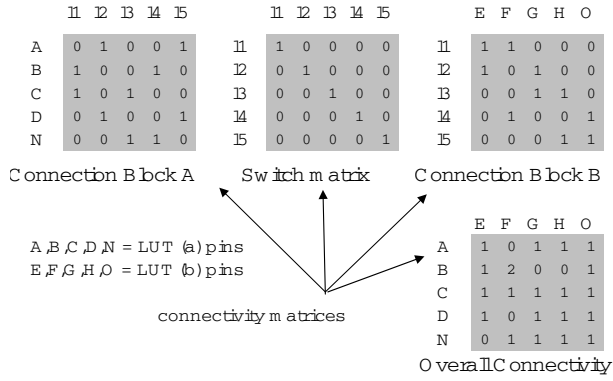 I1 I2 I3 I4 I5
A 0 1 0 0 1
B 1 0 0 1 0
C 1 0 1 0 0
D 0 1 0 0 1
N 0 0 1 1 0
Connection Block A
I1 I2 I3 I4 I5
I1 1 0 0 0 0
I2 0 1 0 0 0
I3 0 0 1 0 0
I4 0 0 0 1 0
I5 0 0 0 0 1
Switch matrix
E F G H O
I1 1 1 0 0 0
I2 1 0 1 0 0
I3 0 0 1 1 0
I4 0 1 0 0 1
I5 0 0 0 1 1
Connection Block B
A,B,C,D,N = LUT (a) pins
E,F,G,H,O = LUT (b) pins
connectivity matrices
E F G H O
A 1 0 1 1 1
B 1 2 0 0 1
C 1 1 1 1 1
D 1 0 1 1 1
N 0 1 1 1 1
Overall Connectivity